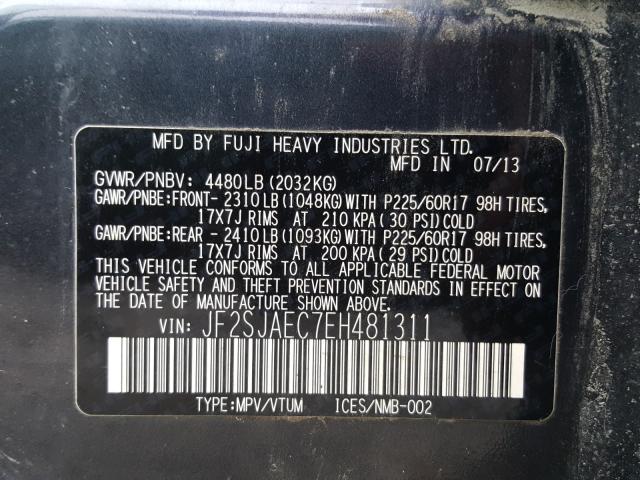 MFD BY FUJI HEAVY INDUSTRIES LTD.
MFD IN 07/13
GVWR/PNBV: 4480LB (2032KG)
GAWR/PNBE:FRONT- 2310 LB (1048KG) WITH P225/60R17 98H TIRES,
17X7J RIMS AT 210 KPA ( 30 PSI) COLD
GAWR/PNBE:REAR - 2410 LB (1093KG) WITH P225/60R17 98H TIRES,
17X7J RIMS AT 200 KPA ( 29 PSI) COLD
THIS VEHICLE CONFORMS TO ALL APPLICABLE FEDERAL MOTOR
VEHICLE SAFETY AND THEFT PREVENTION STANDARDS IN EFFECT ON
THE DATE OF MANUFACTURE SHOWN ABOVE.
VIN: JF2SJAEC7EH481311
TYPE:MPV/VTUM ICES/NMB-002